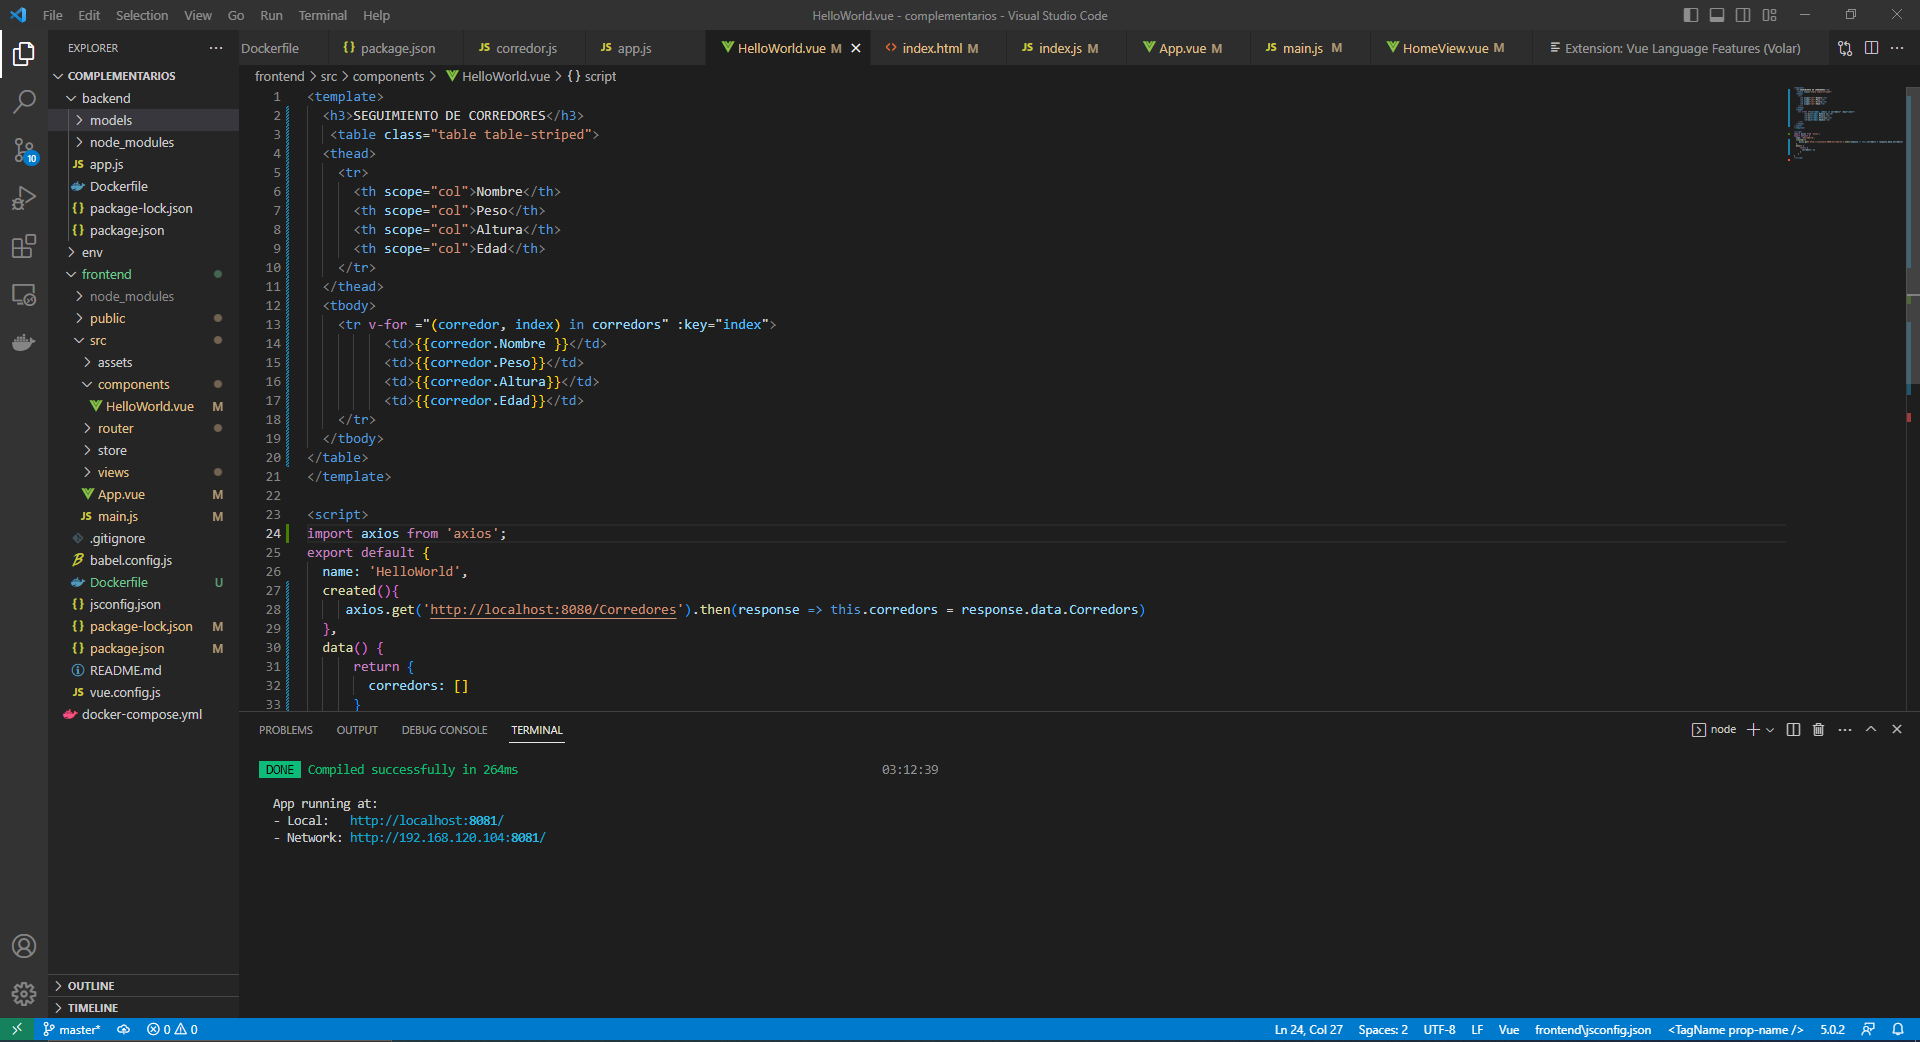 File Edit Selection View Go Run Terminal Help
HelloWorld.vue - complementarios - Visual Studio Code
EXPLORER
Dockerfile
package.json
JS corredor.js
JS app.js
HelloWorld.vue M
index.html M
JS index.js M
App.vue M
JS main.js M
HomeView.vue M
Extension: Vue Language Features (Volar)
COMPLEMENTARIOS
backend
models
node_modules
JS app.js
Dockerfile
{} package-lock.json
{} package.json
env
frontend
node_modules
public
src
assets
components
HelloWorld.vue M
router
store
views
App.vue M
JS main.js M
.gitignore
babel.config.js
Dockerfile U
{} jsconfig.json
{} package-lock.json M
{} package.json M
README.md
JS vue.config.js
docker-compose.yml
OUTLINE
TIMELINE
10
frontend > src > components > HelloWorld.vue > {} script
1 <template>
2 <h3>SEGUIMIENTO DE CORREDORES</h3>
3 <table class="table table-striped">
4 <thead>
5 <tr>
6 <th scope="col">Nombre</th>
7 <th scope="col">Peso</th>
8 <th scope="col">Altura</th>
9 <th scope="col">Edad</th>
10 </tr>
11 </thead>
12 <tbody>
13 <tr v-for ="(corredor, index) in corredors" :key="index">
14 <td>{{corredor.Nombre }}</td>
15 <td>{{corredor.Peso}}</td>
16 <td>{{corredor.Altura}}</td>
17 <td>{{corredor.Edad}}</td>
18 </tr>
19 </tbody>
20 </table>
21 </template>
22
23 <script>
24 import axios from 'axios';
25 export default {
26 name: 'HelloWorld',
27 created(){
28 axios.get('http://localhost:8080/Corredores').then(response => this.corredors = response.data.Corredors)
29 },
30 data() {
31 return {
32 corredors: []
33 }
PROBLEMS OUTPUT DEBUG CONSOLE TERMINAL
node
DONE Compiled successfully in 264ms 03:12:39
App running at:
- Local: http://localhost:8081/
- Network: http://192.168.120.104:8081/
master* 0 0
Ln 24, Col 27 Spaces: 2 UTF-8 LF Vue frontend\jsconfig.json <TagName prop-name /> 5.0.2